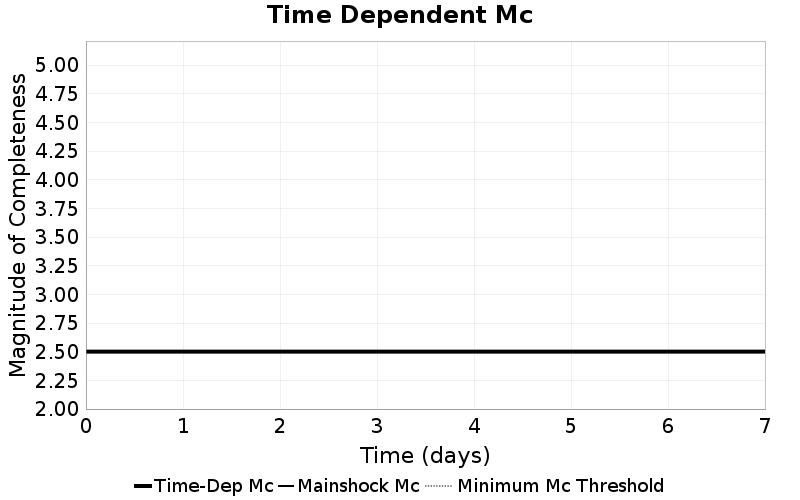 Time Dependent Mc
Magnitude of Completeness
5.00
4.75
4.50
4.25
4.00
3.75
3.50
3.25
3.00
2.75
2.50
2.25
2.00
0 1 2 3 4 5 6 7
Time (days)
Time-Dep Mc Mainshock Mc Minimum Mc Threshold